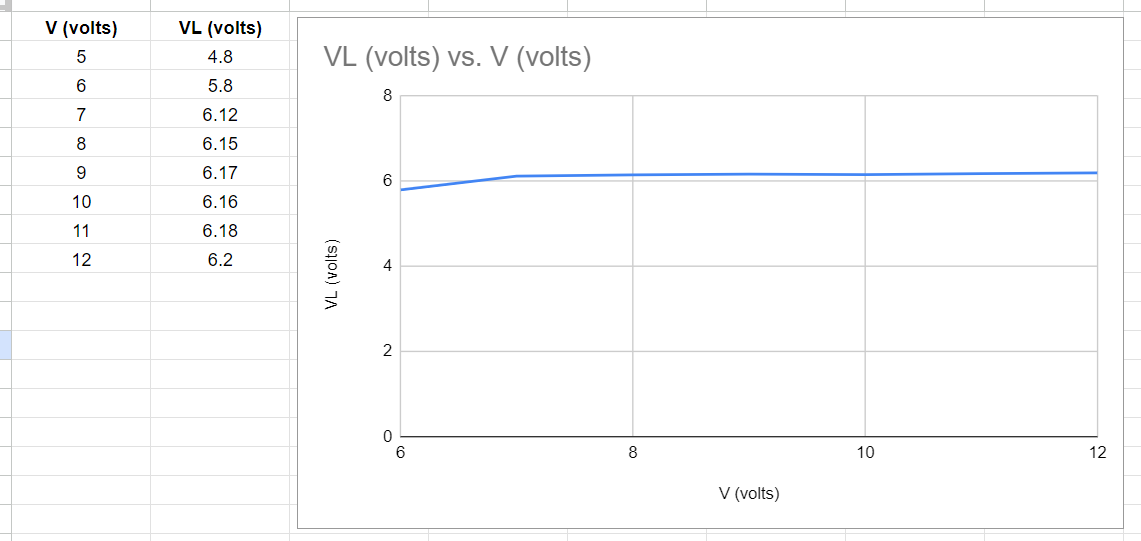 V (volts) VL (volts)
5 4.8
6 5.8
7 6.12
8 6.15
9 6.17
10 6.16
11 6.18
12 6.2
VL (volts) vs. V (volts)
8
6
4
2
0
VL (volts)
6 8 10 12
V (volts)